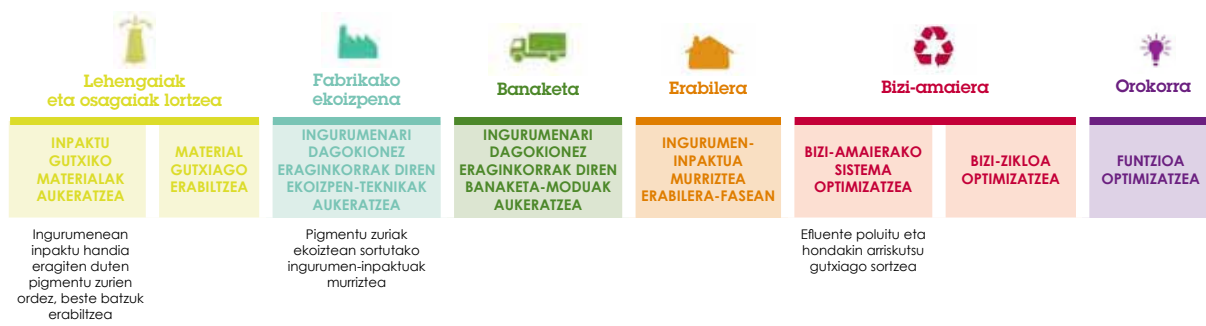 Lehengaiak
eta osagaiak lortzea
Fabrikako
ekoizpena
Banaketa
Erabilera
Bizi-amaiera
Orokorra
INPAKTU
GUTXIKO
MATERIALAK
AUKERATZEA
MATERIAL
GUTXIAGO
ERABILTZEA
INGURUMENARI
DAGOKIONEZ
ERAGINKORRAK DIREN
EKOIZPEN-TEKNIKAK
AUKERATZEA
INGURUMENARI
DAGOKIONEZ
ERAGINKORRAK DIREN
BANAKETA-MODUAK
AUKERATZEA
INGURUMEN-
INPAKTUA
MURRIZTEA
ERABILERA-FASEAN
BIZI-AMAIERAKO
SISTEMA
OPTIMIZATZEA
BIZI-ZIKLOA
OPTIMIZATZEA
FUNTZIOA
OPTIMIZATZEA
Ingurumenean
inpaktu handia
eragiten duten
pigmentu zurien
ordez, beste batzuk
erabiltzea
Pigmentu zuriak
ekoiztean sortutako
ingurumen-inpaktuak
murriztea
Efluente poluitu eta
hondakin arriskutsu
gutxiago sortzea